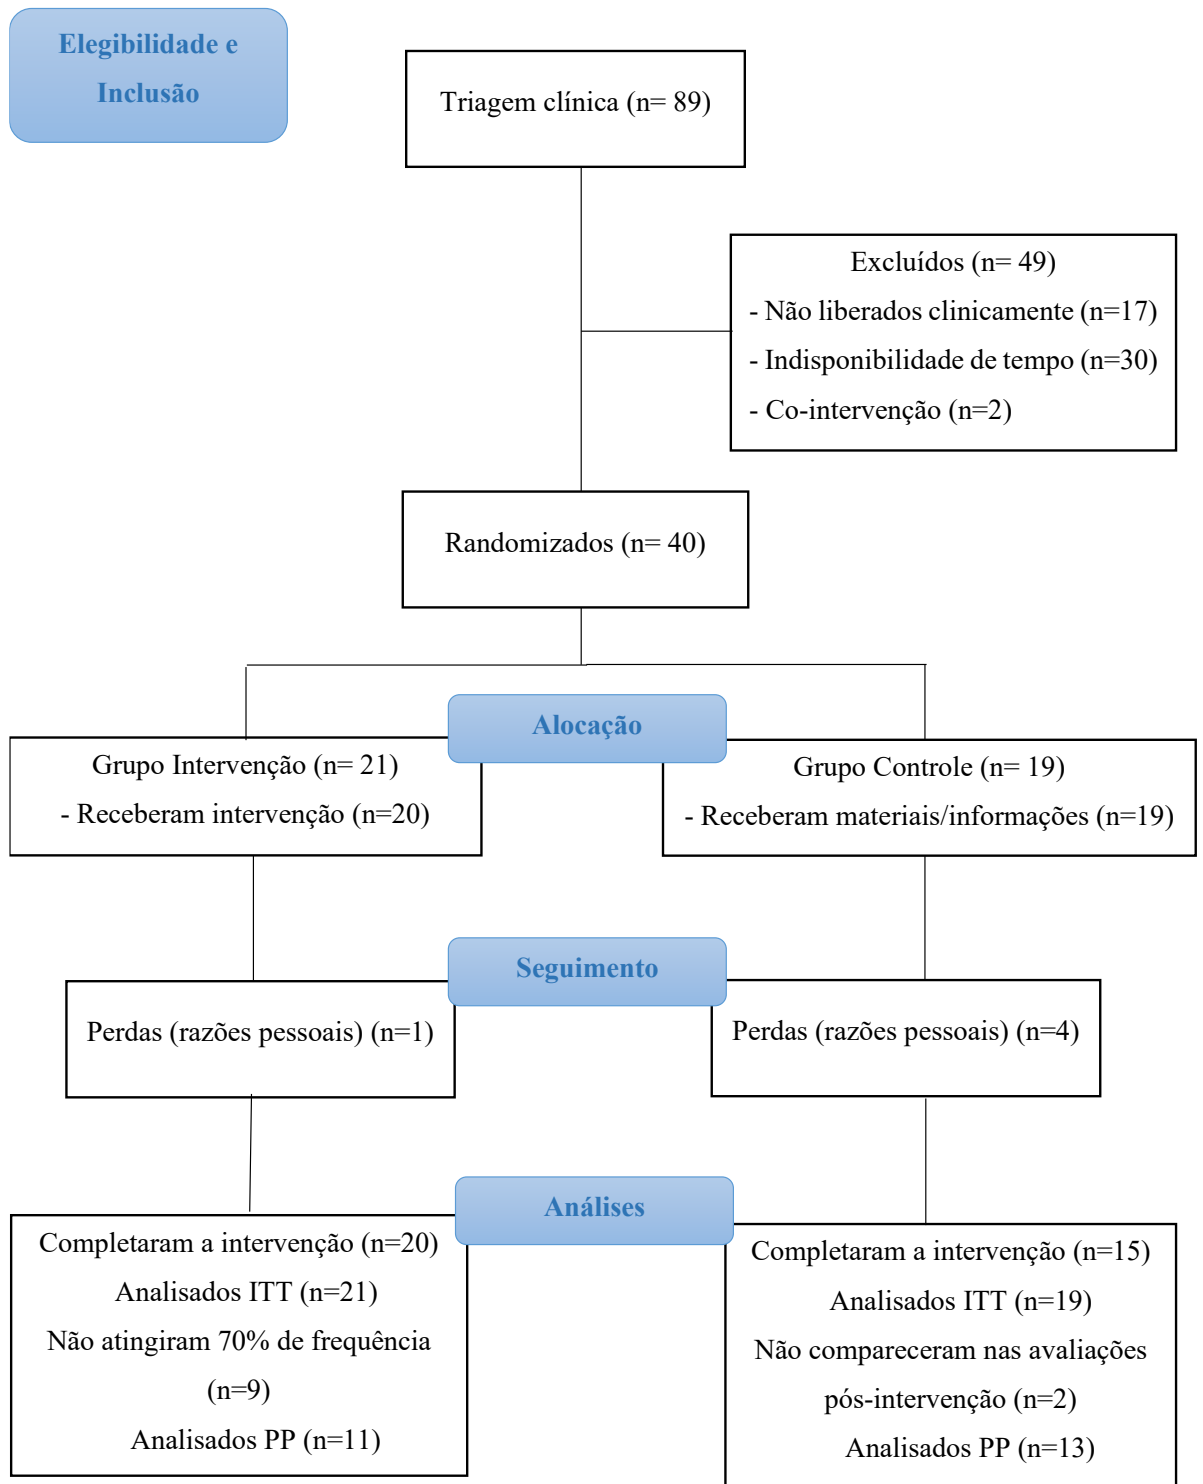 Elegibilidade e
Inclusão
Triagem clínica (n= 89)
Excluídos (n= 49)
- Não liberados clinicamente (n=17)
- Indisponibilidade de tempo (n=30)
- Co-intervenção (n=2)
Randomizados (n= 40)
Alocação
Grupo Intervenção (n= 21)
- Receberam intervenção (n=20)
Grupo Controle (n= 19)
- Receberam materiais/informações (n=19)
Seguimento
Perdas (razões pessoais) (n=1)
Perdas (razões pessoais) (n=4)
Análises
Completaram a intervenção (n=20)
Analisados ITT (n=21)
Não atingiram 70% de frequência
(n=9)
Analisados PP (n=11)
Completaram a intervenção (n=15)
Analisados ITT (n=19)
Não compareceram nas avaliações
pós-intervenção (n=2)
Analisados PP (n=13)